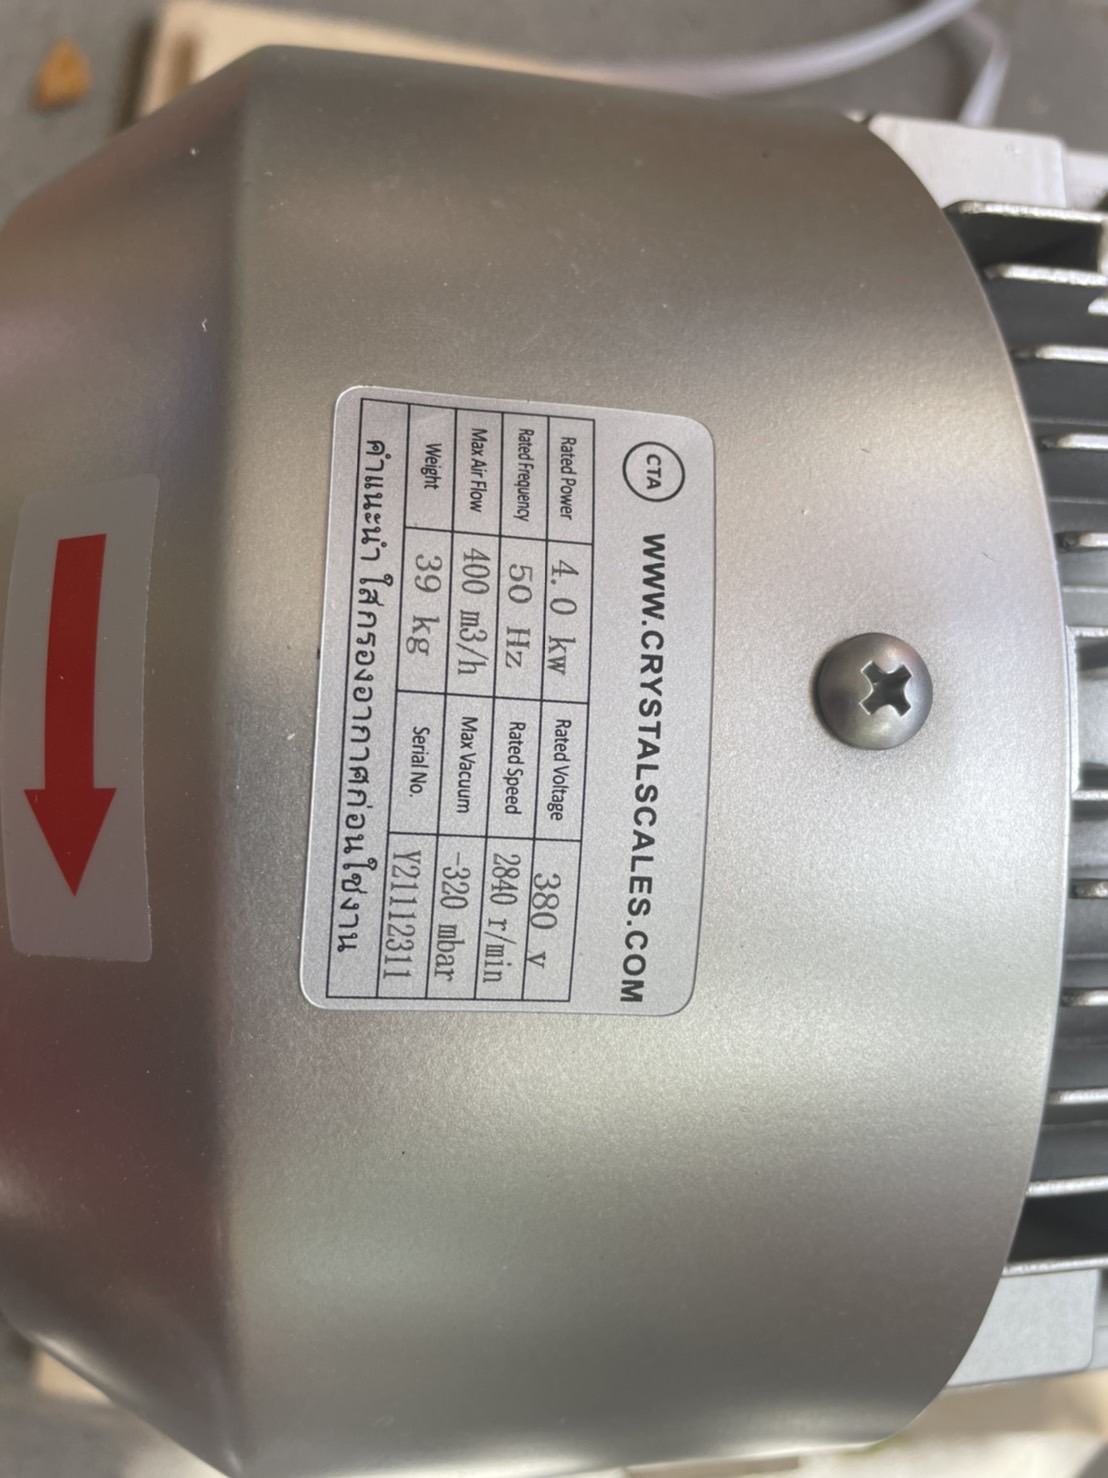 CTA WWW.CRYSTALSCALES.COM
Rated Power 4.0 kw Rated Voltage 380 v
Rated Frequency 50 Hz Rated Speed 2840 r/min
Max Air Flow 400 m3/h Max Vacuum -320 mbar
Weight 39 kg Serial No. Y21112311
คำแนะนำ ใส่กรองอากาศก่อนใช้งาน